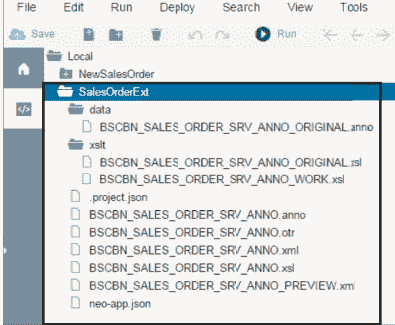 File Edit Run Deploy Search View Tools
Save Run
Local
NewSalesOrder
SalesOrderExt
data
BSCBN_SALES_ORDER_SRV_ANNO_ORIGINAL.anno
xslt
BSCBN_SALES_ORDER_SRV_ANNO_ORIGINAL.xsl
BSCBN_SALES_ORDER_SRV_ANNO_WORK.xsl
.project.json
BSCBN_SALES_ORDER_SRV_ANNO.anno
BSCBN_SALES_ORDER_SRV_ANNO.otr
BSCBN_SALES_ORDER_SRV_ANNO.xml
BSCBN_SALES_ORDER_SRV_ANNO.xsl
BSCBN_SALES_ORDER_SRV_ANNO_PREVIEW.xml
neo-app.json